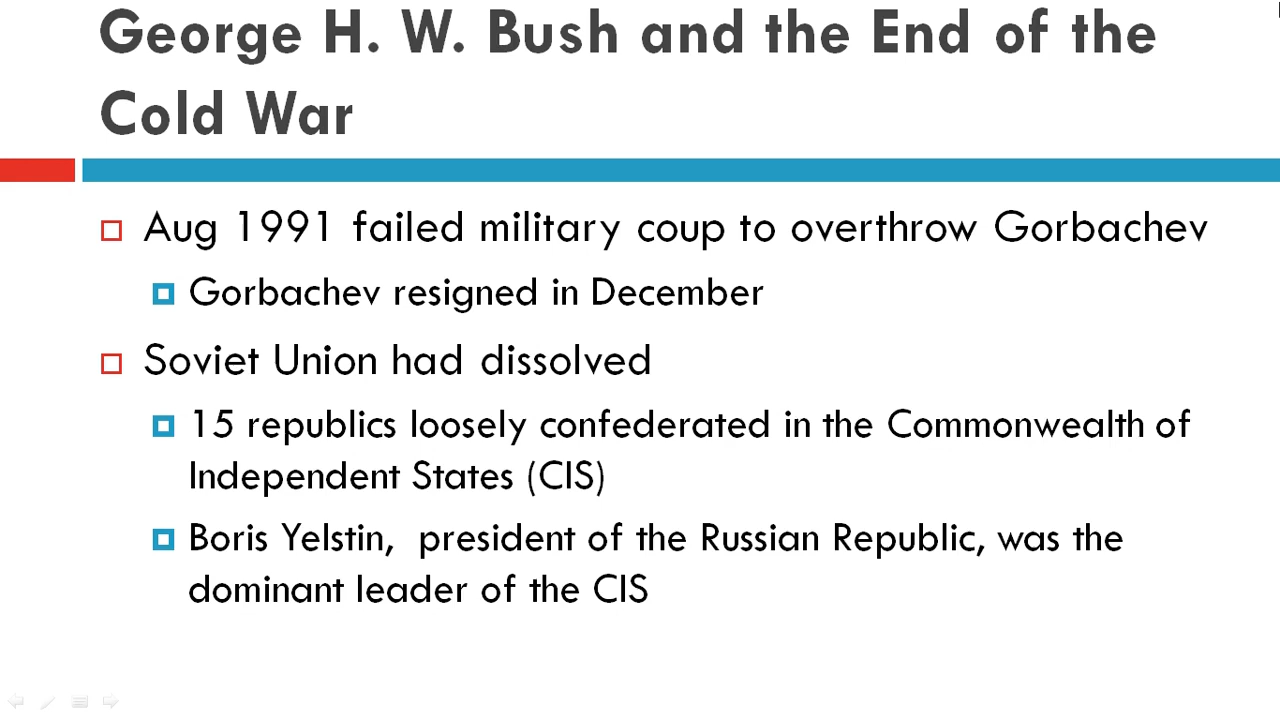 George H. W. Bush and the End of the
Cold War
Aug 1991 failed military coup to overthrow Gorbachev
Gorbachev resigned in December
Soviet Union had dissolved
15 republics loosely confederated in the Commonwealth of
Independent States (CIS)
Boris Yelstin,  president of the Russian Republic, was the
dominant leader of the CIS